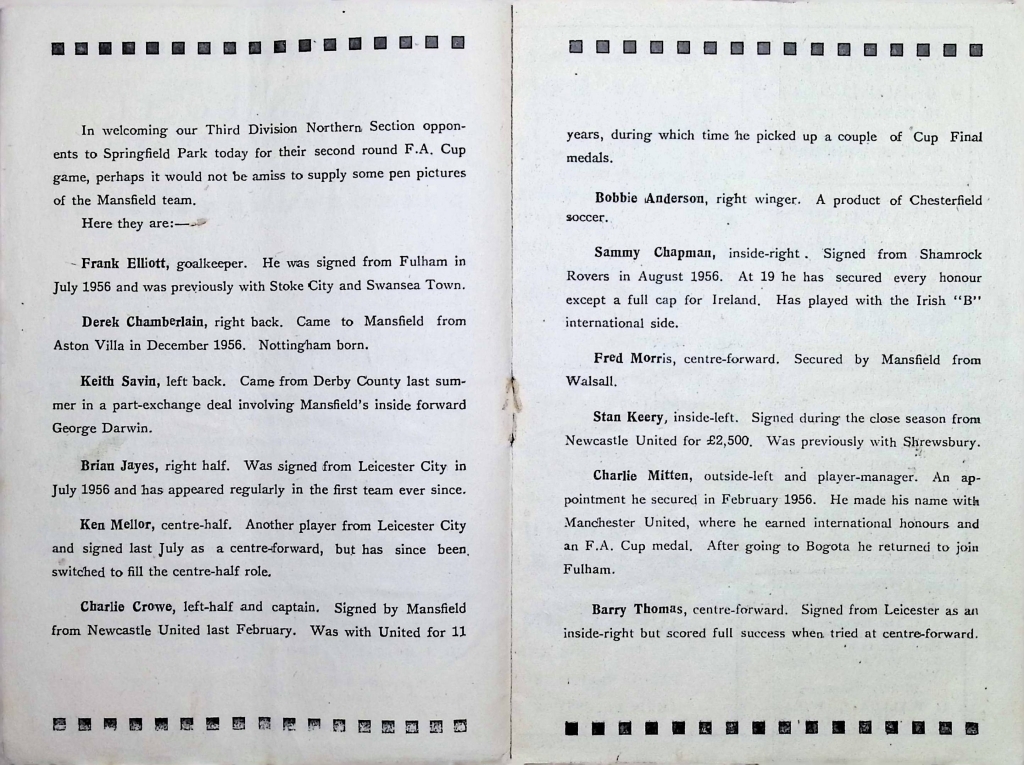 In welcoming our Third Division Northern Section oppon-
ents to Springfield Park today for their second round F.A. Cup
game, perhaps it would not be amiss to supply some pen pictures
of the Mansfield team.
Here they are:—
Frank Elliott, goalkeeper. He was signed from Fulham in
July 1956 and was previously with Stoke City and Swansea Town.
Derek Chamberlain, right back. Came to Mansfield from
Aston Villa in December 1956. Nottingham born.
Keith Savin, left back. Came from Derby County last sum-
mer in a part-exchange deal involving Mansfield's inside forward
George Darwin.
Brian Jayes, right half. Was signed from Leicester City in
July 1956 and has appeared regularly in the first team ever since.
Ken Mellor, centre-half. Another player from Leicester City
and signed last July as a centre-forward, but has since been
switched to fill the centre-half role.
Charlie Crowe, left-half and captain. Signed by Mansfield
from Newcastle United last February. Was with United for 11
years, during which time he picked up a couple of Cup Final
medals.
Bobbie Anderson, right winger. A product of Chesterfield
soccer.
Sammy Chapman, inside-right. Signed from Shamrock
Rovers in August 1956. At 19 he has secured every honour
except a full cap for Ireland. Has played with the Irish "B"
international side.
Fred Morris, centre-forward. Secured by Mansfield from
Walsall.
Stan Keery, inside-left. Signed during the close season from
Newcastle United for £2,500. Was previously with Shrewsbury.
Charlie Mitten, outside-left and player-manager. An ap-
pointment he secured in February 1956. He made his name with
Manchester United, where he earned international honours and
an F.A. Cup medal. After going to Bogota he returned to join
Fulham.
Barry Thomas, centre-forward. Signed from Leicester as an
inside-right but scored full success when tried at centre-forward.